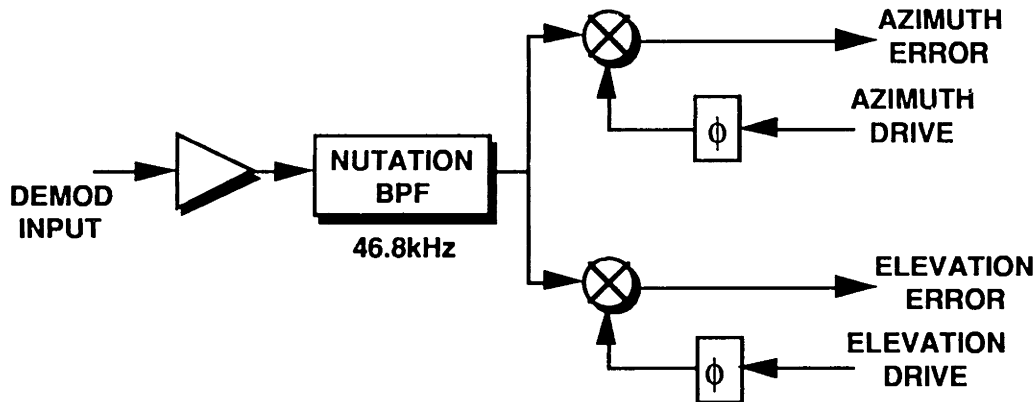 AZIMUTH
ERROR
AZIMUTH
DRIVE
ϕ
DEMOD
INPUT
NUTATION
BPF
46.8kHz
ELEVATION
ERROR
ELEVATION
DRIVE
ϕ